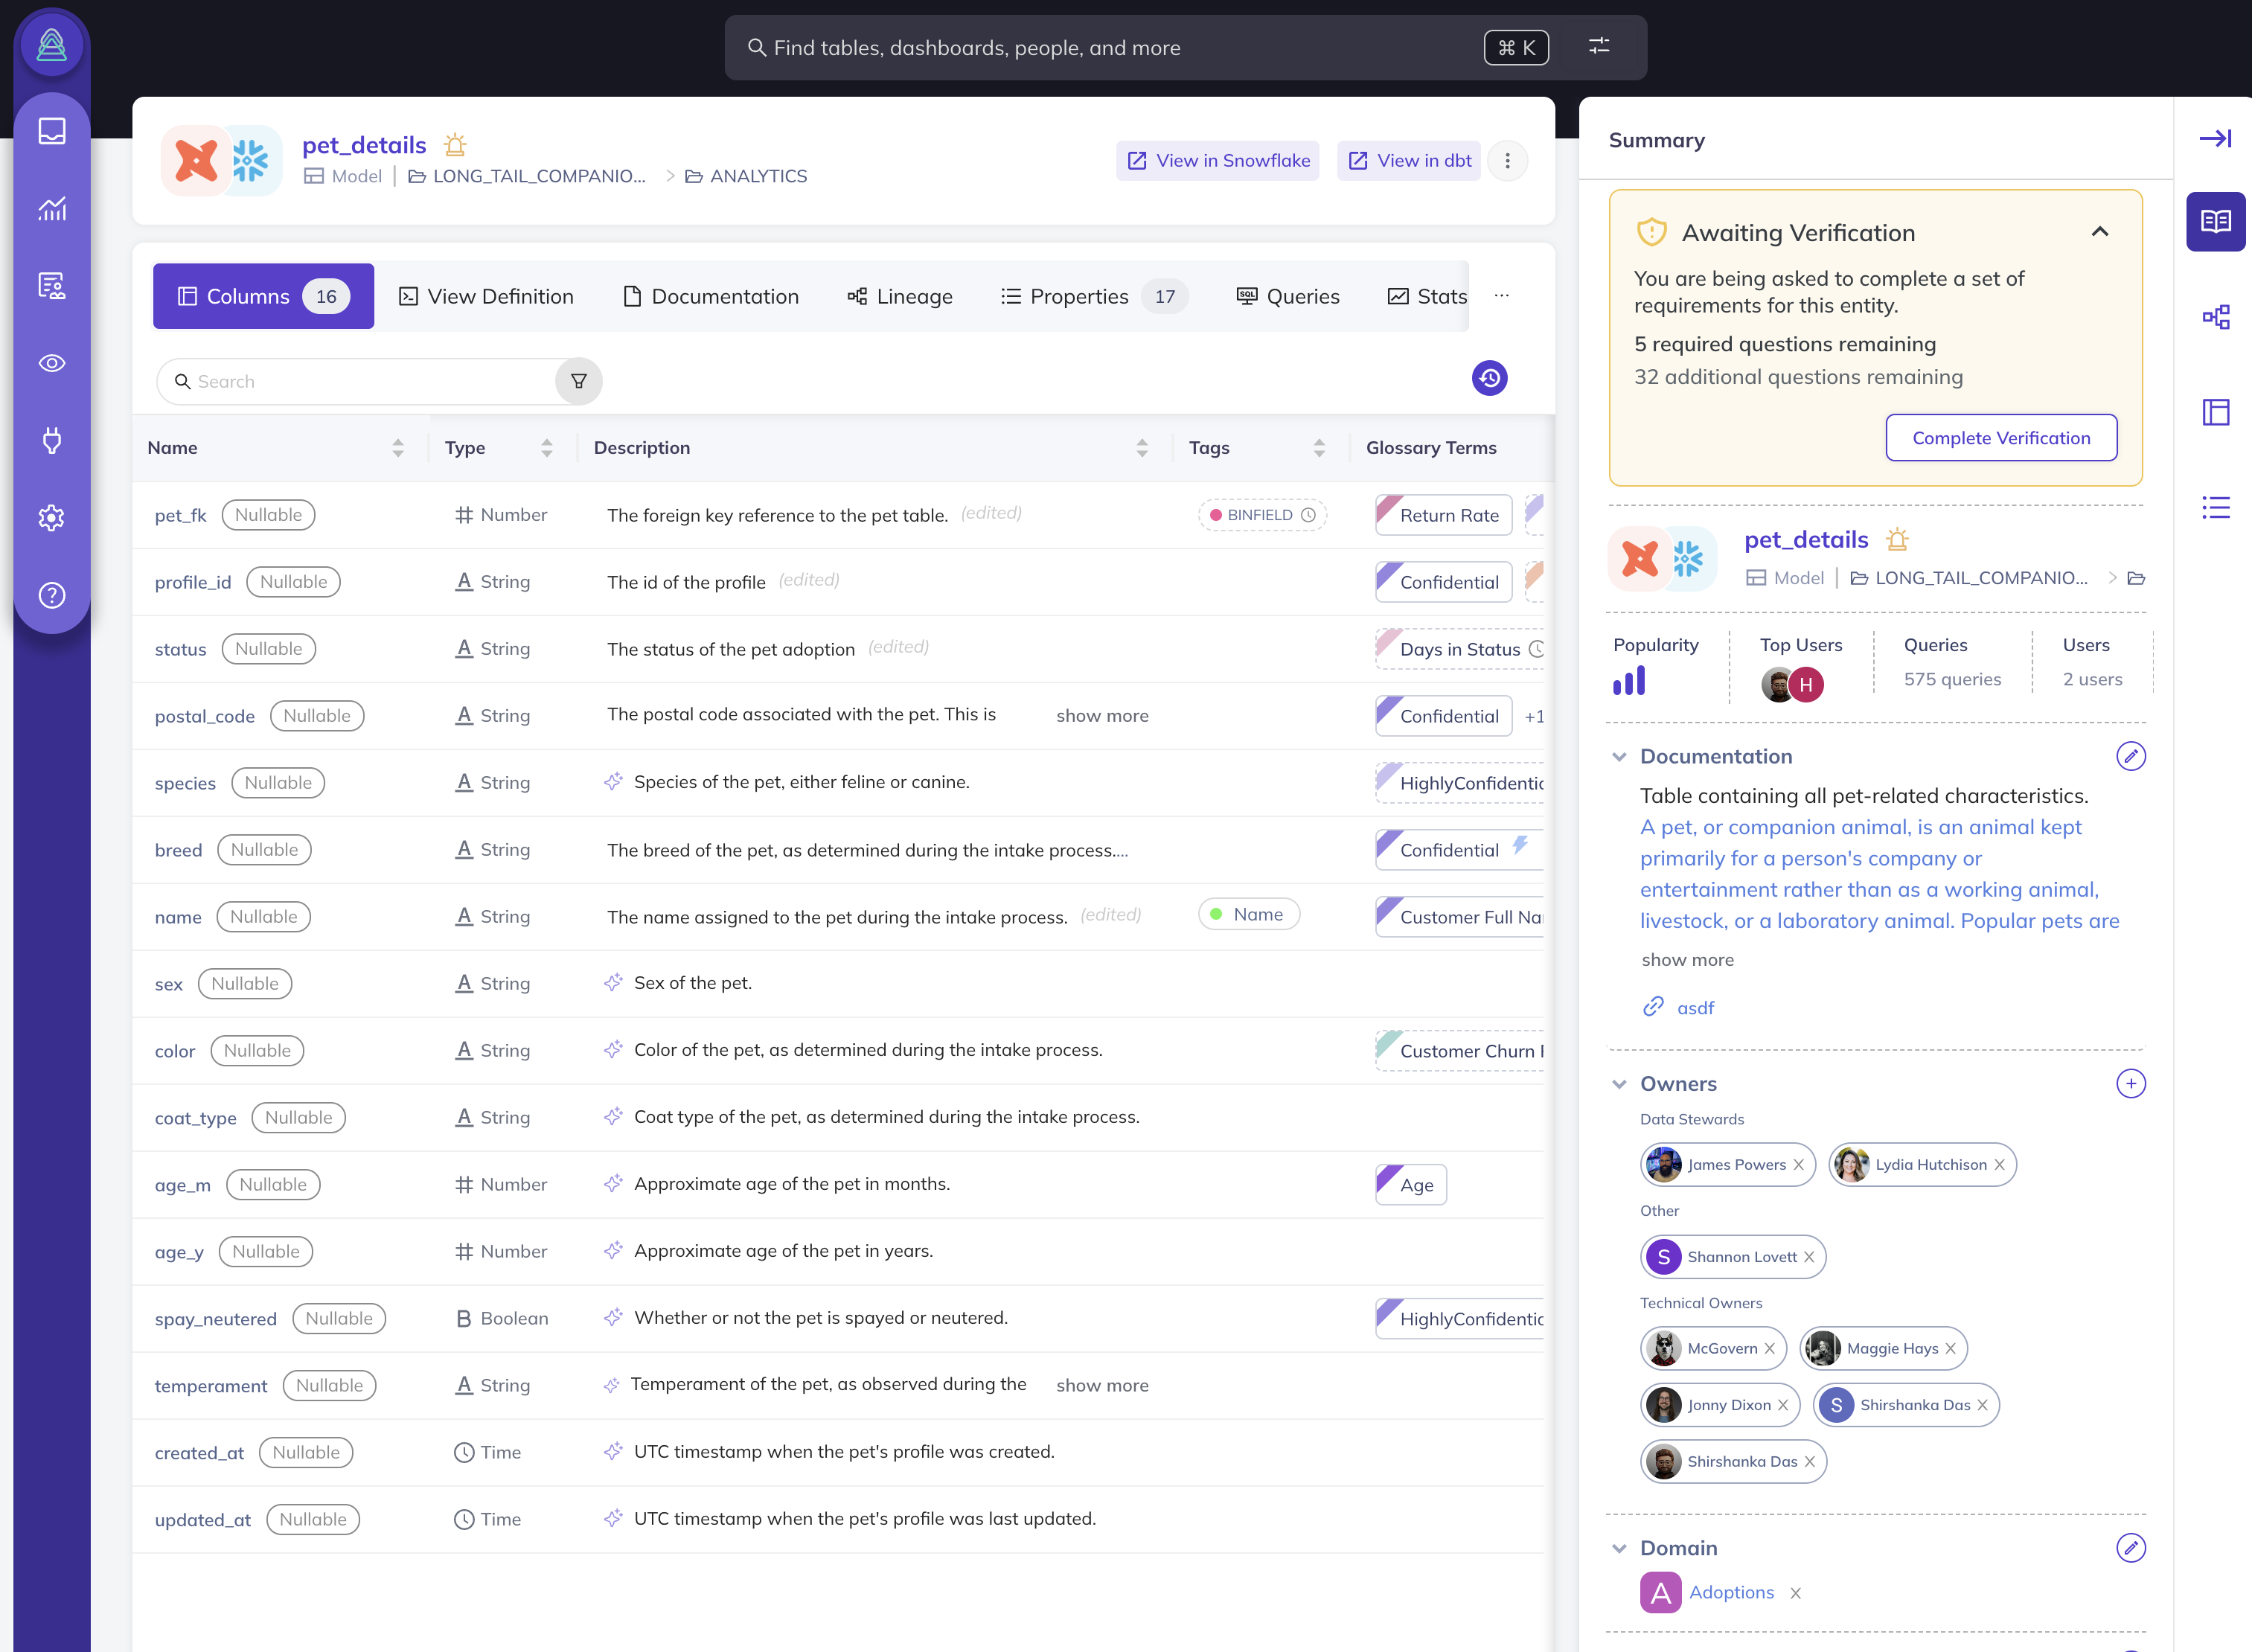 Find tables, dashboards, people, and more
⌘ K
pet_details
Model
LONG_TAIL_COMPANIO...
ANALYTICS
View in Snowflake
View in dbt
Columns 16
View Definition
Documentation
Lineage
Properties 17
Queries
Stats
...
Search
Name Type Description Tags Glossary Terms
pet_fk Nullable Number The foreign key reference to the pet table. (edited) BINFIELD Return Rate
profile_id Nullable String The id of the profile (edited) Confidential
status Nullable String The status of the pet adoption (edited) Days in Status
postal_code Nullable String The postal code associated with the pet. This is show more Confidential +1
species Nullable String Species of the pet, either feline or canine. HighlyConfidentia
breed Nullable String The breed of the pet, as determined during the intake process.... Confidential
name Nullable String The name assigned to the pet during the intake process. (edited) Name Customer Full Na
sex Nullable String Sex of the pet.
color Nullable String Color of the pet, as determined during the intake process. Customer Churn
coat_type Nullable String Coat type of the pet, as determined during the intake process.
age_m Nullable Number Approximate age of the pet in months. Age
age_y Nullable Number Approximate age of the pet in years.
spay_neutered Nullable B Boolean Whether or not the pet is spayed or neutered. HighlyConfidentia
temperament Nullable String Temperament of the pet, as observed during the show more
created_at Nullable Time UTC timestamp when the pet's profile was created.
updated_at Nullable Time UTC timestamp when the pet's profile was last updated.
Summary
Awaiting Verification
You are being asked to complete a set of
requirements for this entity.
5 required questions remaining
32 additional questions remaining
Complete Verification
pet_details
Model
LONG_TAIL_COMPANIO...
Popularity Top Users Queries Users
H 575 queries 2 users
Documentation
Table containing all pet-related characteristics.
A pet, or companion animal, is an animal kept
primarily for a person's company or
entertainment rather than as a working animal,
livestock, or a laboratory animal. Popular pets are
show more
asdf
Owners
Data Stewards
James Powers
Lydia Hutchison
Other
S Shannon Lovett
Technical Owners
McGovern
Maggie Hays
Jonny Dixon
S Shirshanka Das
Shirshanka Das
Domain
A Adoptions